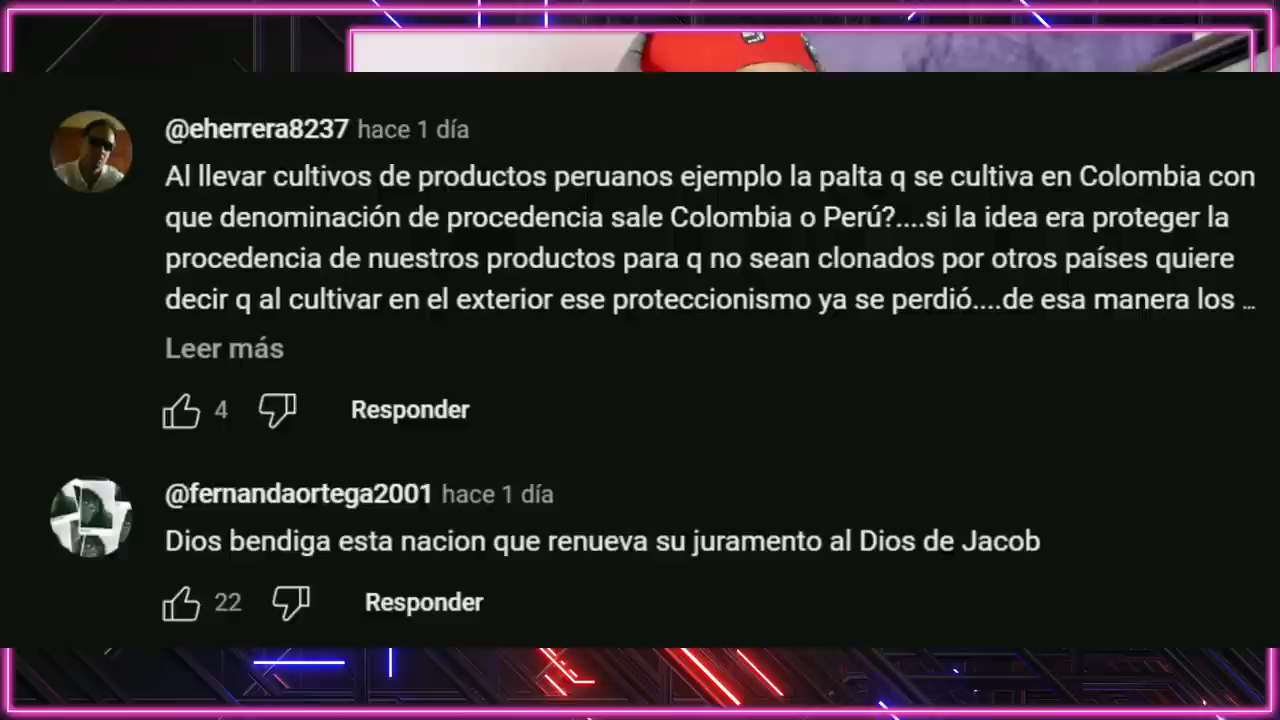 @eherrera8237 hace 1 día
Al llevar cultivos de productos peruanos ejemplo la palta q se cultiva en Colombia con
que denominación de procedencia sale Colombia o Perú?....si la idea era proteger la
procedencia de nuestros productos para q no sean clonados por otros países quiere
decir q al cultivar en el exterior ese proteccionismo ya se perdió....de esa manera los ...
Leer más
4 Responder
@fernandaortega2001 hace 1 día
Dios bendiga esta nacion que renueva su juramento al Dios de Jacob
22 Responder